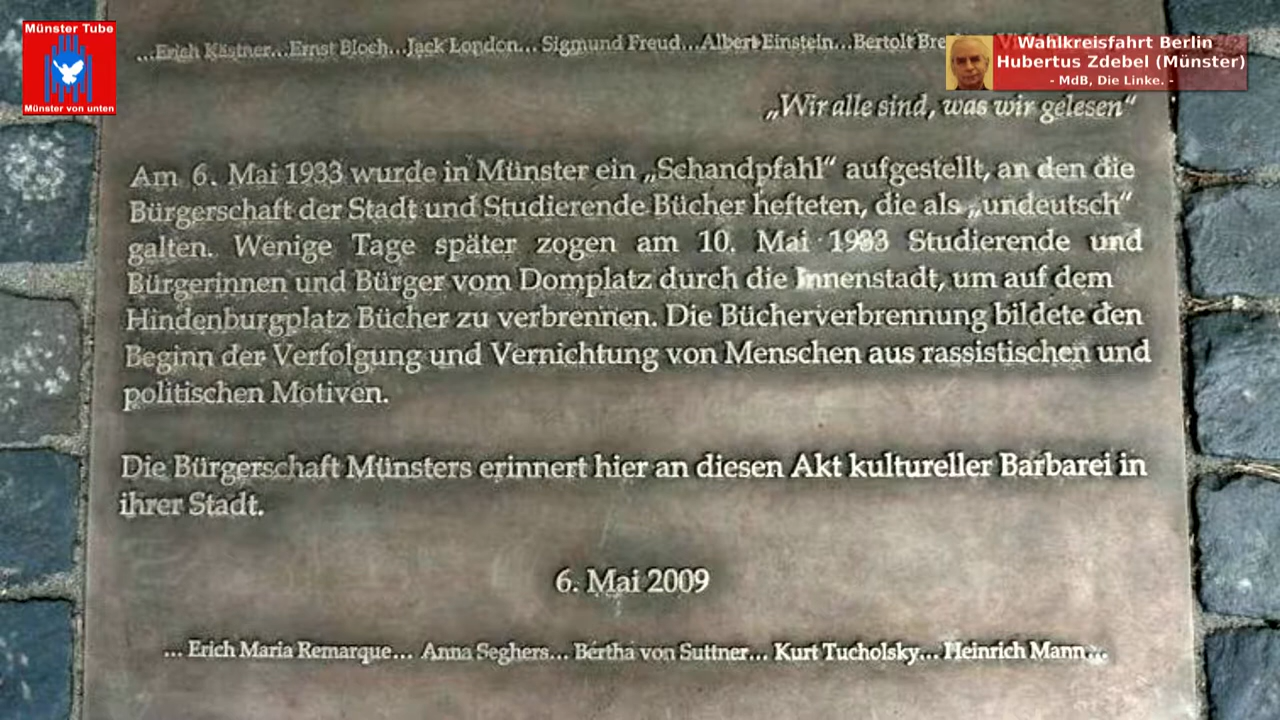 Münster Tube
Münster von unten
Wahlkreisfahrt Berlin
Hubertus Zdebel (Münster)
- MdB, Die Linke. -
...Erich Kästner...Ernst Bloch...Jack London... Sigmund Freud...Albert Einstein...Bertolt Bre
„Wir alle sind, was wir gelesen“
Am 6. Mai 1933 wurde in Münster ein „Schandpfahl“ aufgestellt, an den die
Bürgerschaft der Stadt und Studierende Bücher hefteten, die als „undeutsch“
galten. Wenige Tage später zogen am 10. Mai 1933 Studierende und
Bürgerinnen und Bürger vom Domplatz durch die Innenstadt, um auf dem
Hindenburgplatz Bücher zu verbrennen. Die Bücherverbrennung bildete den
Beginn der Verfolgung und Vernichtung von Menschen aus rassistischen und
politischen Motiven.
Die Bürgerschaft Münsters erinnert hier an diesen Akt kultureller Barbarei in
ihrer Stadt.
6. Mai 2009
... Erich Maria Remarque... Anna Seghers... Bertha von Suttner... Kurt Tucholsky... Heinrich Mann...